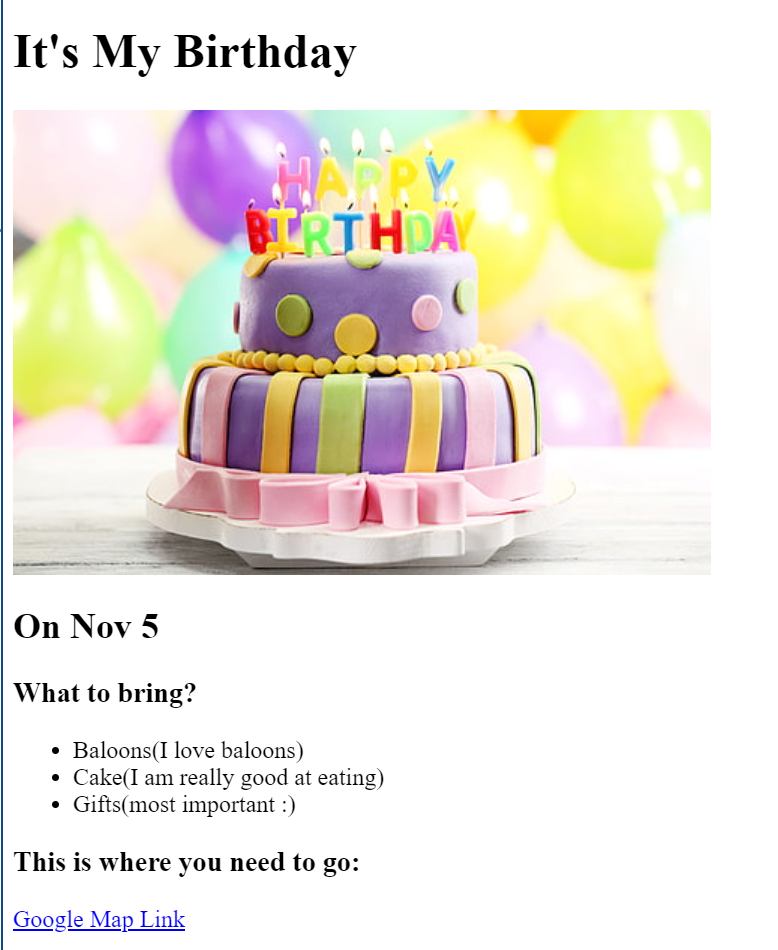 It's My Birthday
HAPPY
BIRTHDAY
On Nov 5
What to bring?
Baloons(I love baloons)
Cake(I am really good at eating)
Gifts(most important :)
This is where you need to go:
Google Map Link